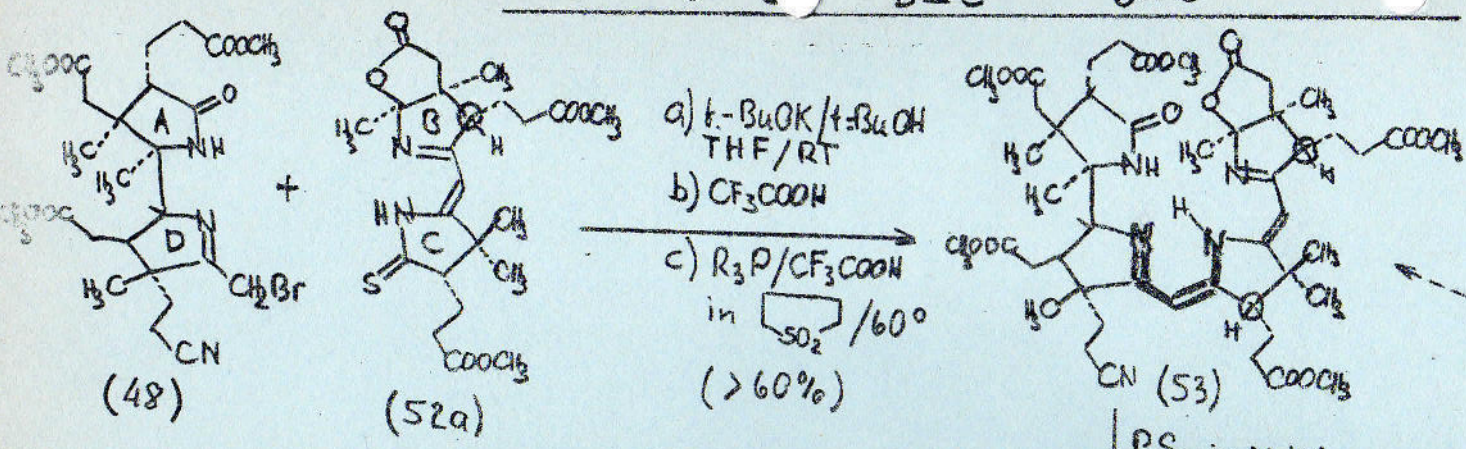 COOCH₃
CH₃OOC
A
O
NH
H₃C
H₃C
CH₃OOC
D
N
H₃C
CH₂Br
CN
(48)
+
O
O
CH₃
H₃C
B
N
H
COOCH₃
HN
C
CH₃
CH₃
S
COOCH₃
(52a)
a) t.-BuOK/t-BuOH
THF/RT
b) CF₃COOH
c) R₃P/CF₃COOH
in SO₂ /60°
(>60%)
CH₃OOC
COOCH₃
O
NH
H₃C
H₃C
CH₃OOC
N
H₃C
CN
O
O
CH₃
H₃C
N
H
COOCH₃
H
N
CH₃
CH₃
H
COOCH₃
(53)